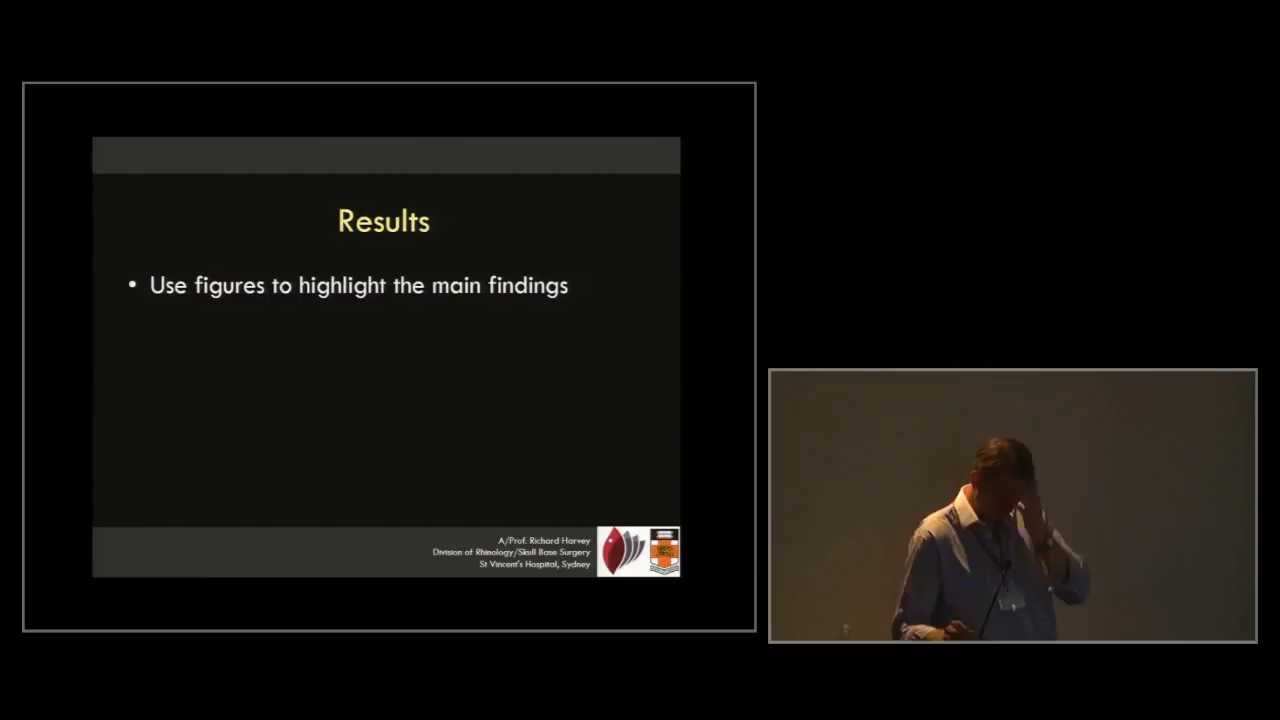 Results
• Use figures to highlight the main findings
A/Prof. Richard Harvey
Division of Rhinology/Skull Base Surgery
St Vincent's Hospital, Sydney